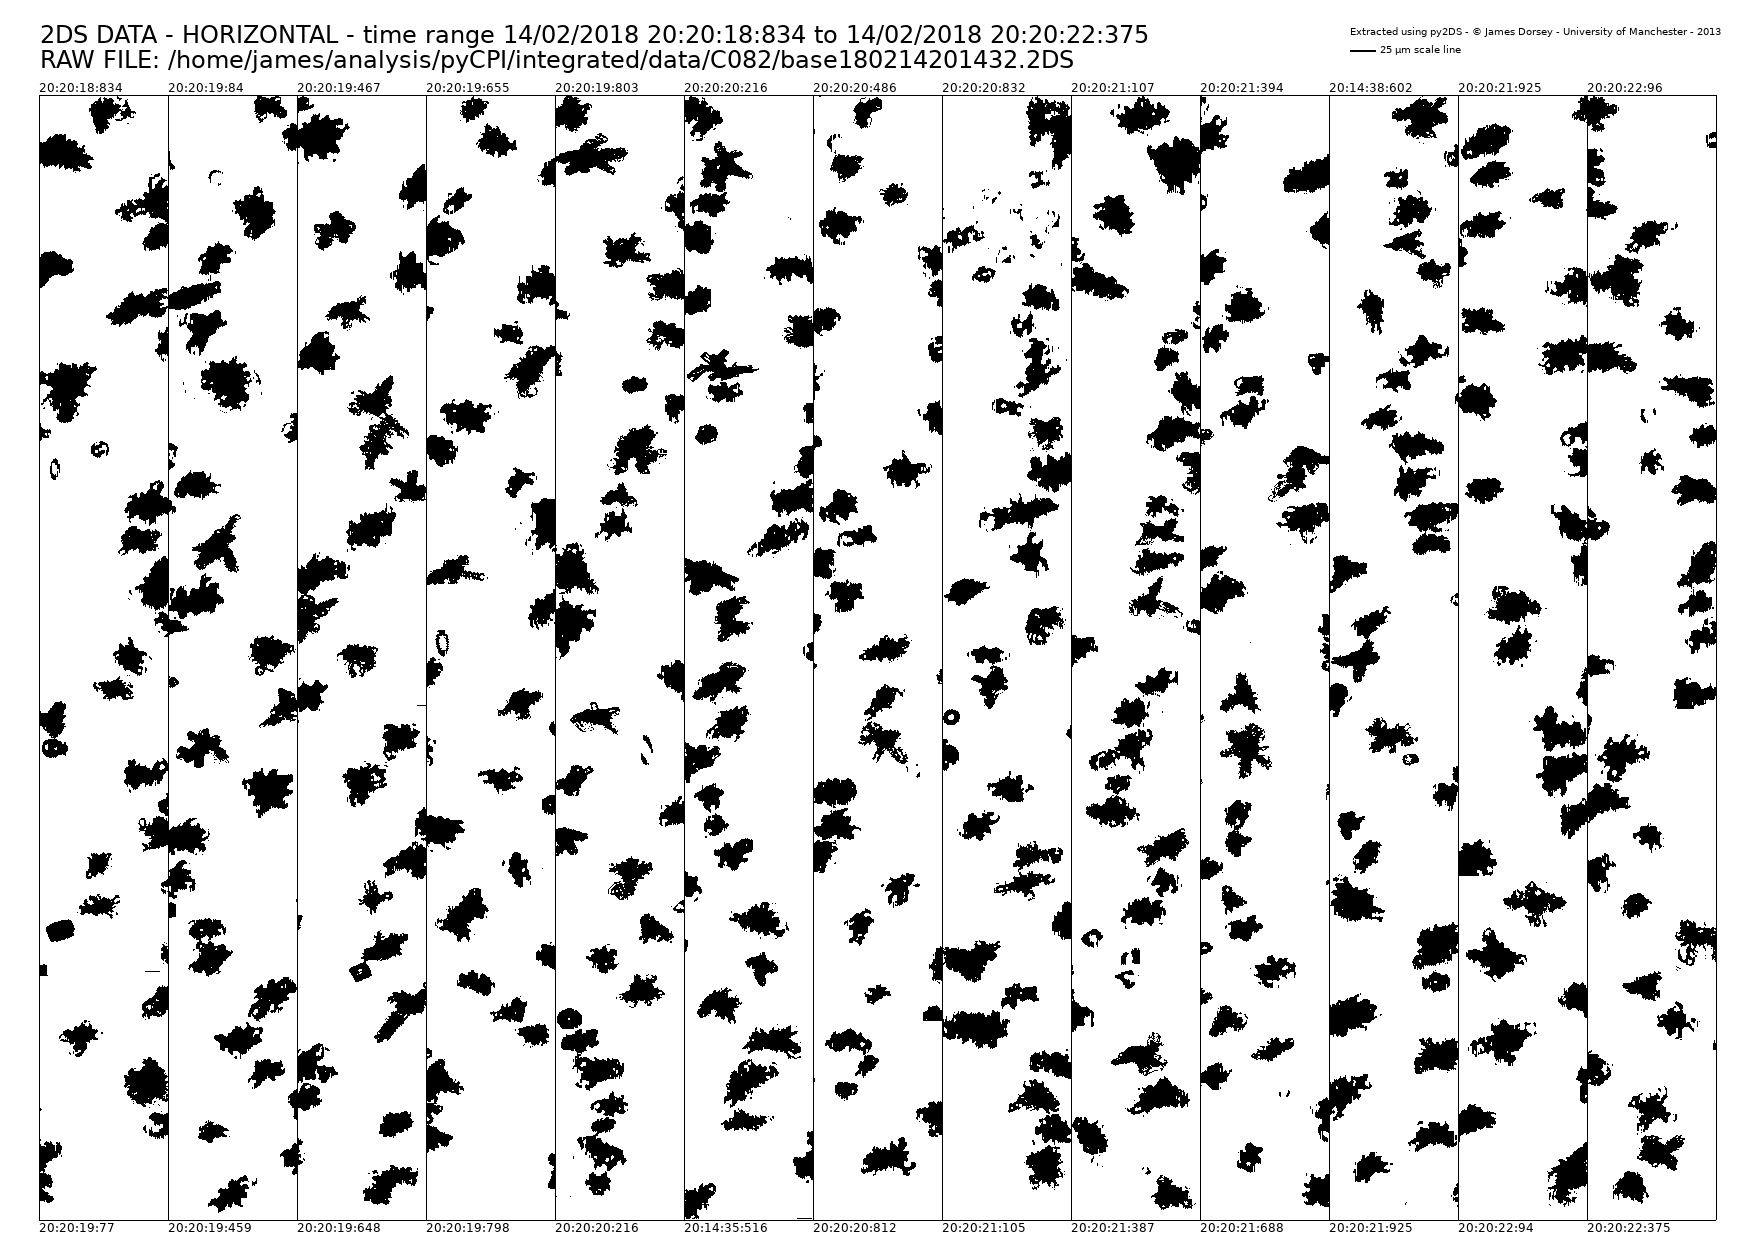 2DS DATA - HORIZONTAL - time range 14/02/2018 20:20:18:834 to 14/02/2018 20:20:22:375
RAW FILE: /home/james/analysis/pyCPI/integrated/data/C082/base180214201432.2DS
Extracted using py2DS - © James Dorsey - University of Manchester - 2013
25 µm scale line
20:20:18:834 20:20:19:84 20:20:19:467 20:20:19:655 20:20:19:803 20:20:20:216 20:20:20:486 20:20:20:832 20:20:21:107 20:20:21:394 20:14:38:602 20:20:21:925 20:20:22:96
20:20:19:77 20:20:19:459 20:20:19:648 20:20:19:798 20:20:20:216 20:14:35:516 20:20:20:812 20:20:21:105 20:20:21:387 20:20:21:688 20:20:21:925 20:20:22:94 20:20:22:375